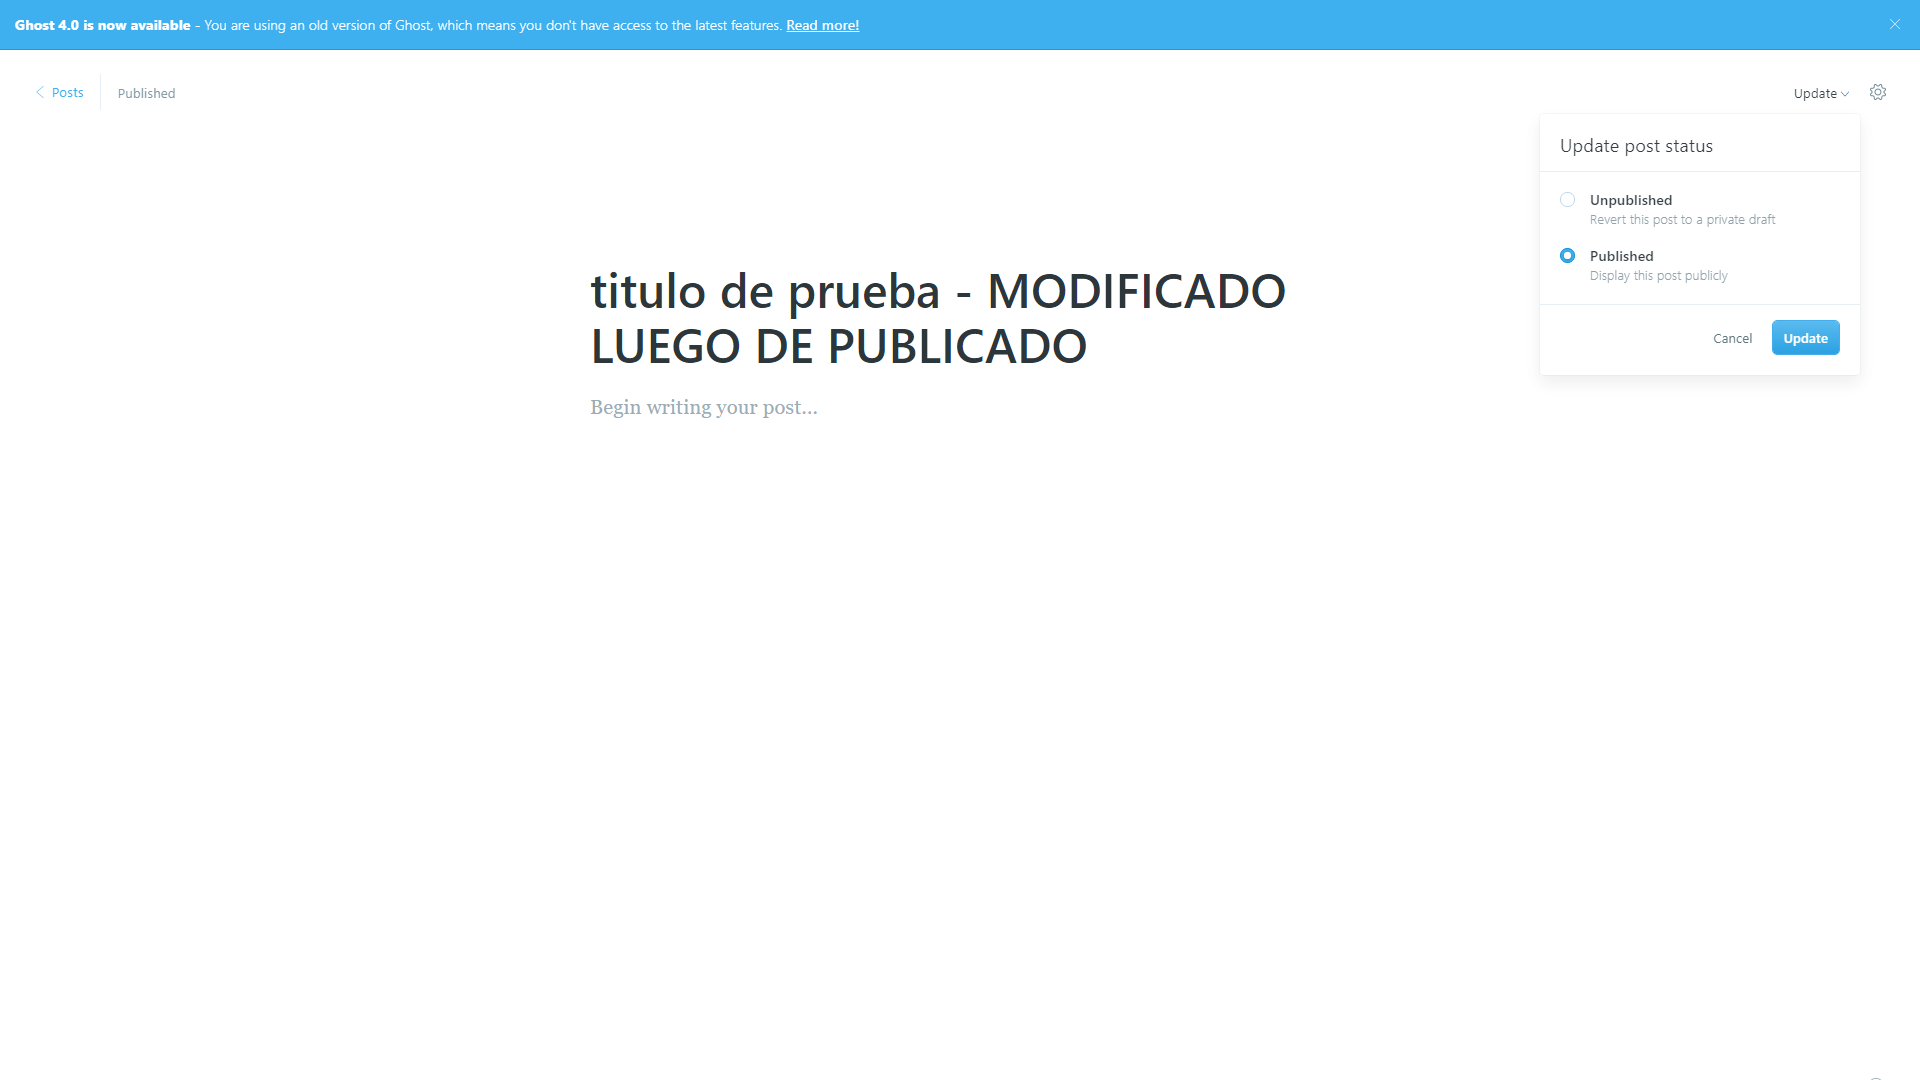 Ghost 4.0 is now available - You are using an old version of Ghost, which means you don't have access to the latest features. Read more!
Posts
Published
Update
Update post status
Unpublished
Revert this post to a private draft
Published
Display this post publicly
Cancel
Update
titulo de prueba - MODIFICADO
LUEGO DE PUBLICADO
Begin writing your post...